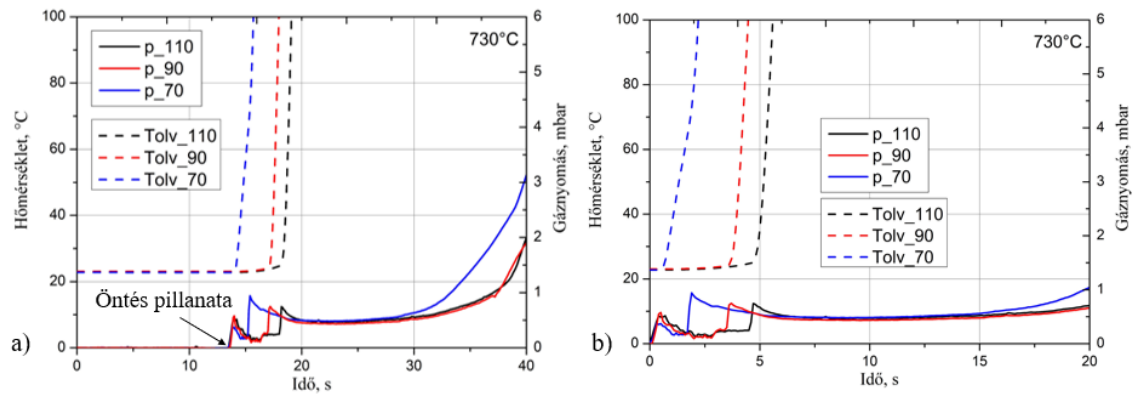 100
80
60
40
20
0
Hőmérséklet, °C
p_110
p_90
p_70
Tolv_110
Tolv_90
Tolv_70
730°C
Öntés pillanata
a)
6
5
4
3
2
1
0
Gáznyomás, mbar
0 10 20 30 40
Idő, s
100
80
60
40
20
0
Hőmérséklet, °C
730°C
p_110
p_90
p_70
Tolv_110
Tolv_90
Tolv_70
b)
6
5
4
3
2
1
0
Gáznyomás, mbar
0 5 10 15 20
Idő, s